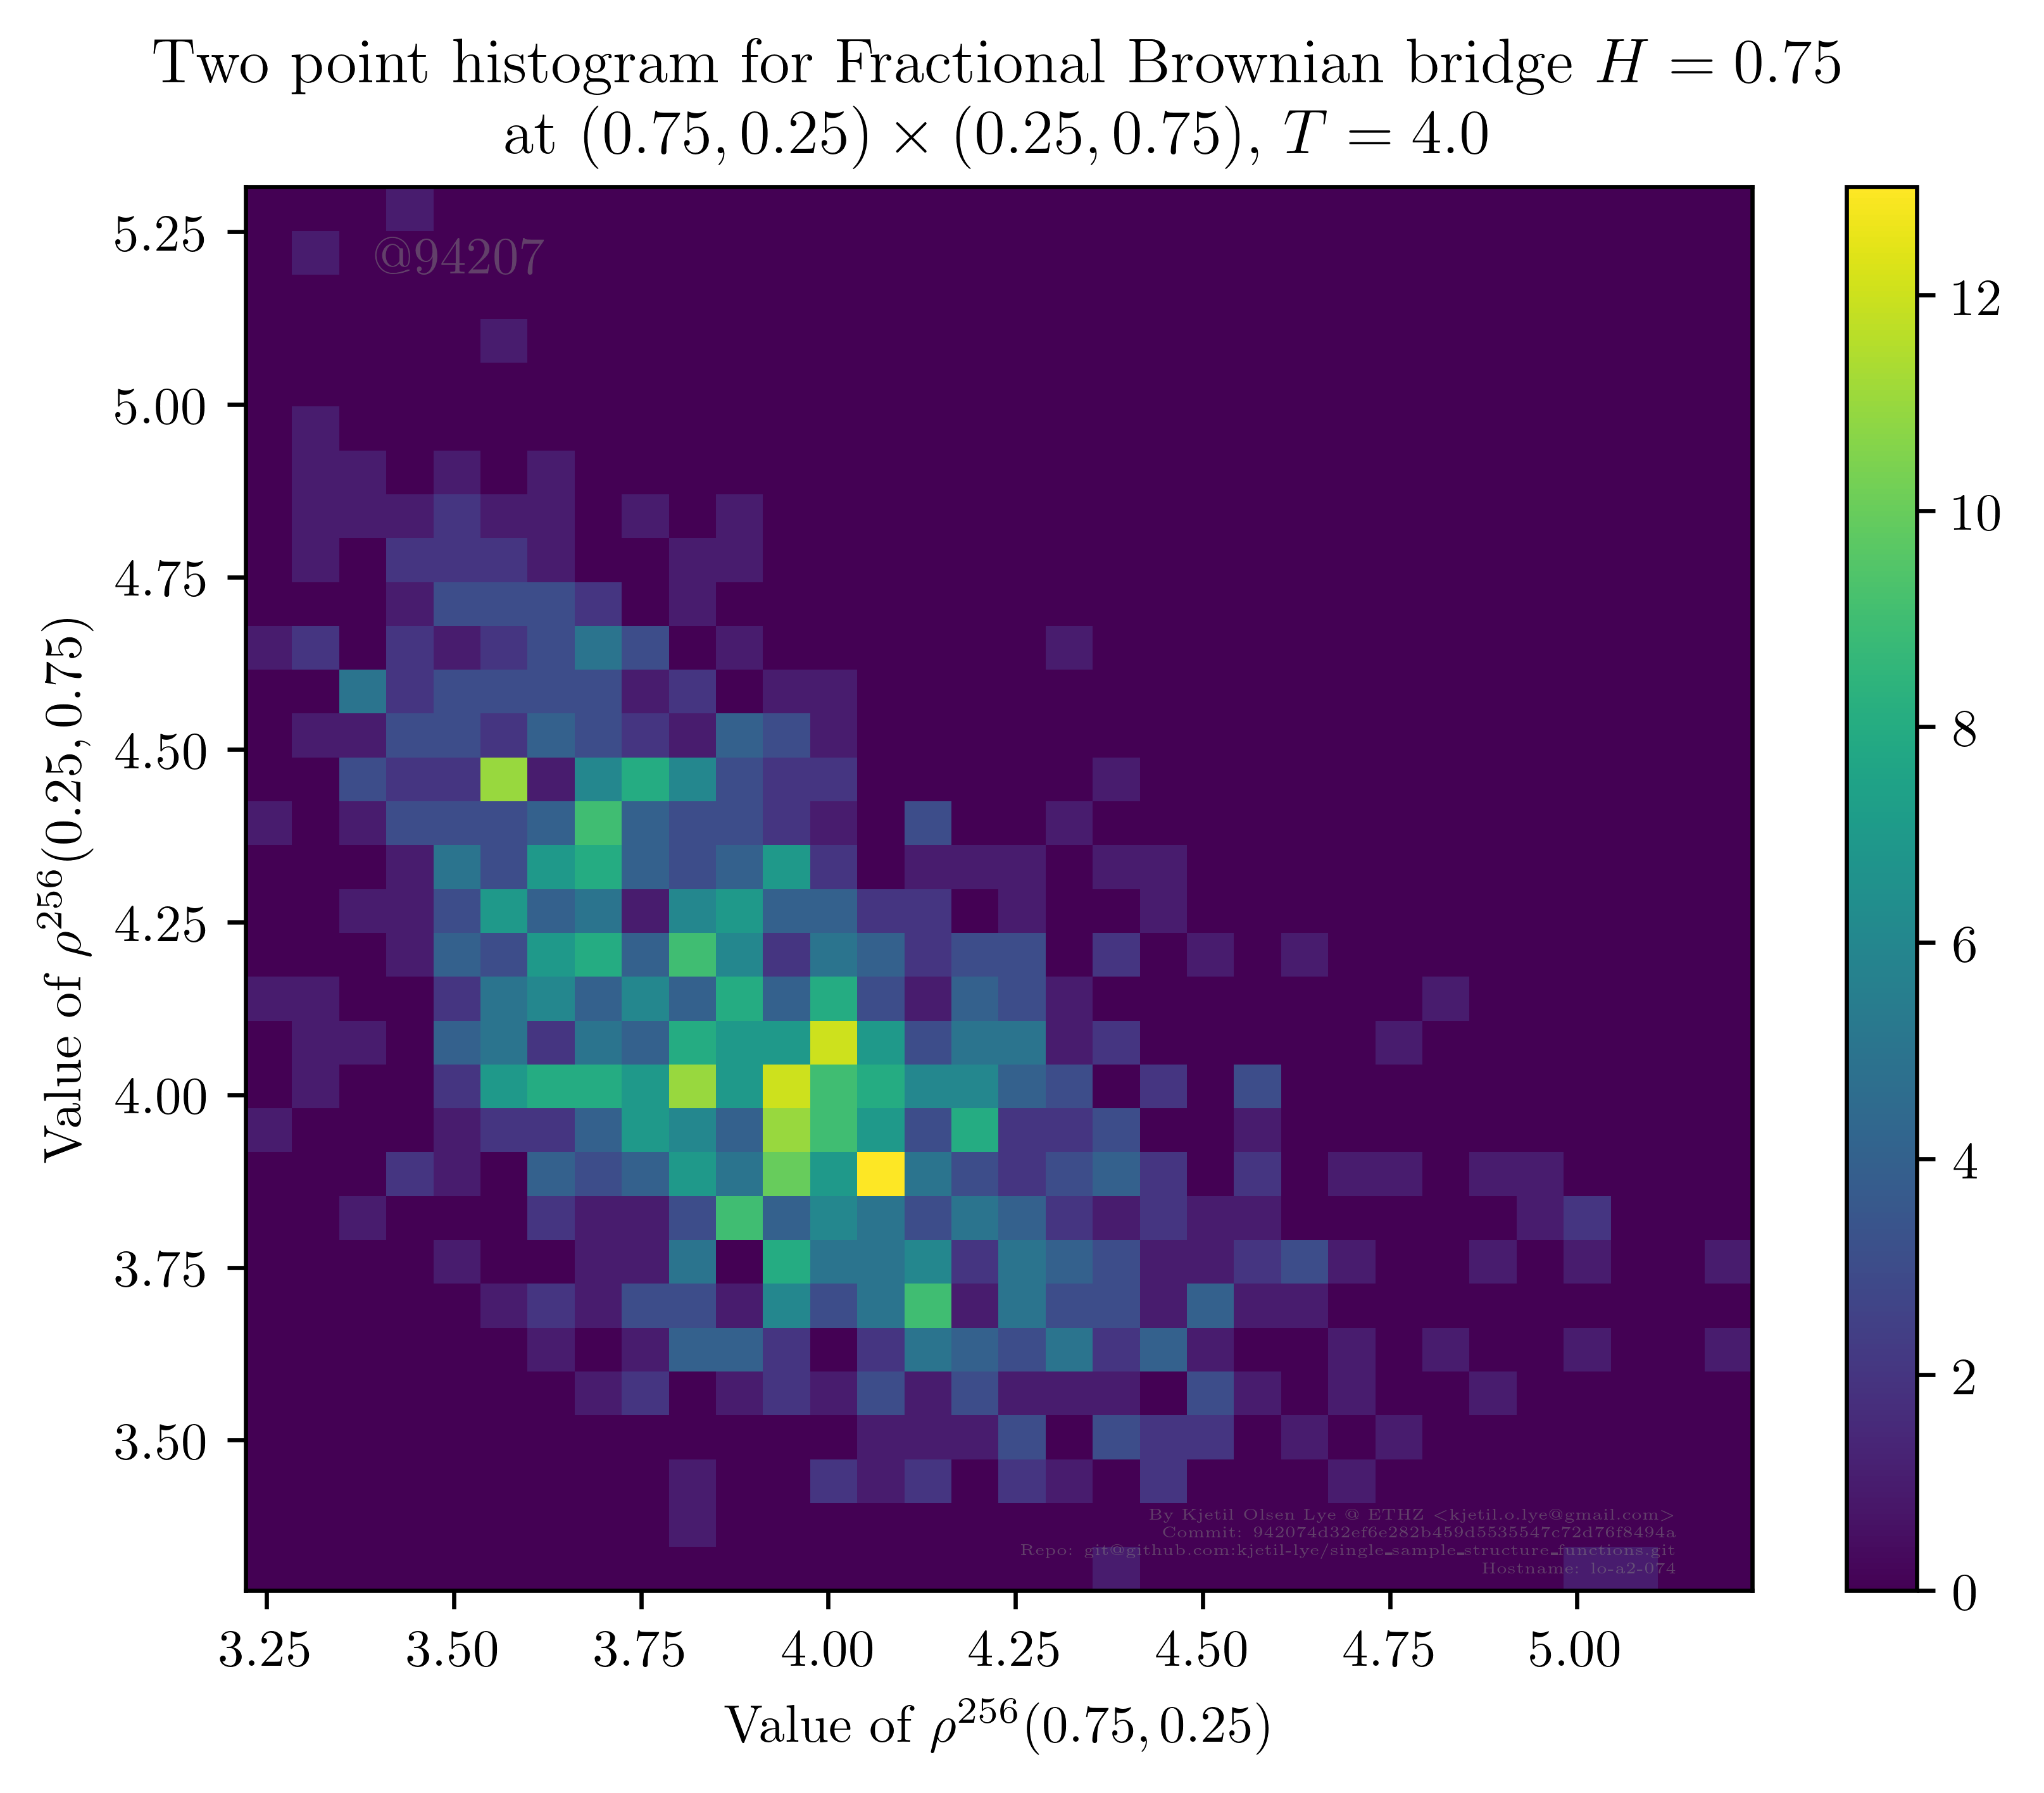 Two point histogram for Fractional Brownian bridge H = 0.75
at (0.75, 0.25) × (0.25, 0.75), T = 4.0
@94207
5.25
5.00
4.75
4.50
4.25
4.00
3.75
3.50
Value of ρ^256(0.25, 0.75)
12
10
8
6
4
2
0
By Kjetil Olsen Lye @ ETHZ <kjetil.o.lye@gmail.com>
Commit: 942074d32ef6e282b459d5535547c72d76f8494a
Repo: git@github.com:kjetil-lye/single_sample_structure_functions.git
Hostname: lo-a2-074
3.25 3.50 3.75 4.00 4.25 4.50 4.75 5.00
Value of ρ^256(0.75, 0.25)